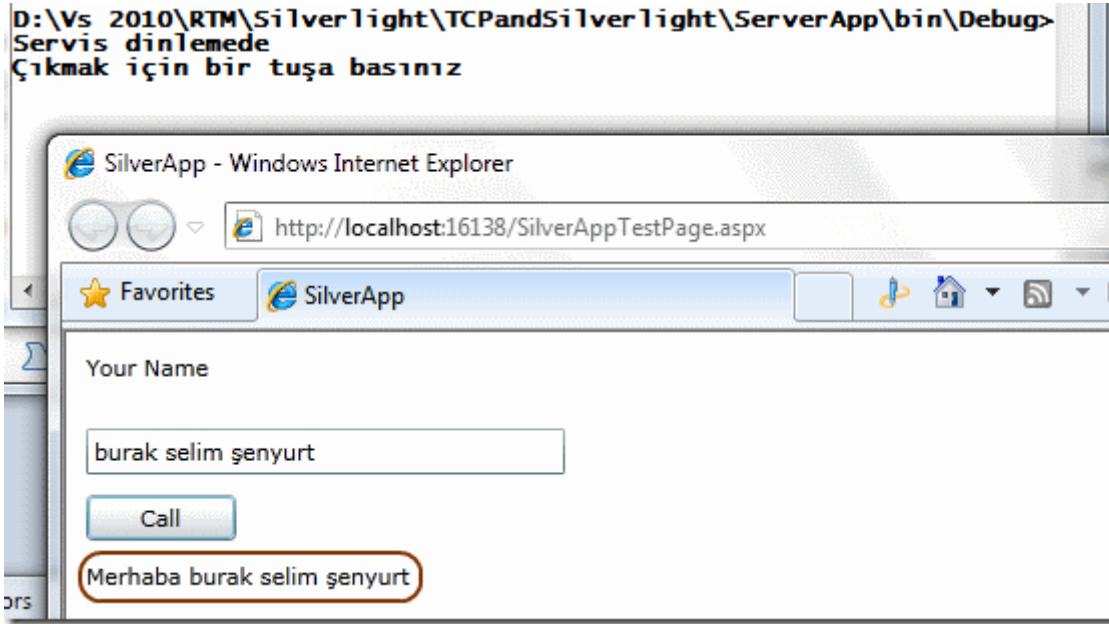 D:\Vs 2010\RTM\Silverlight\TCPandSilverlight\ServerApp\bin\Debug>
Servis dinlemede
Çıkmak için bir tuşa basınız
SilverApp - Windows Internet Explorer
http://localhost:16138/SilverAppTestPage.aspx
Favorites
SilverApp
Your Name
burak selim şenyurt
Call
Merhaba burak selim şenyurt
ors